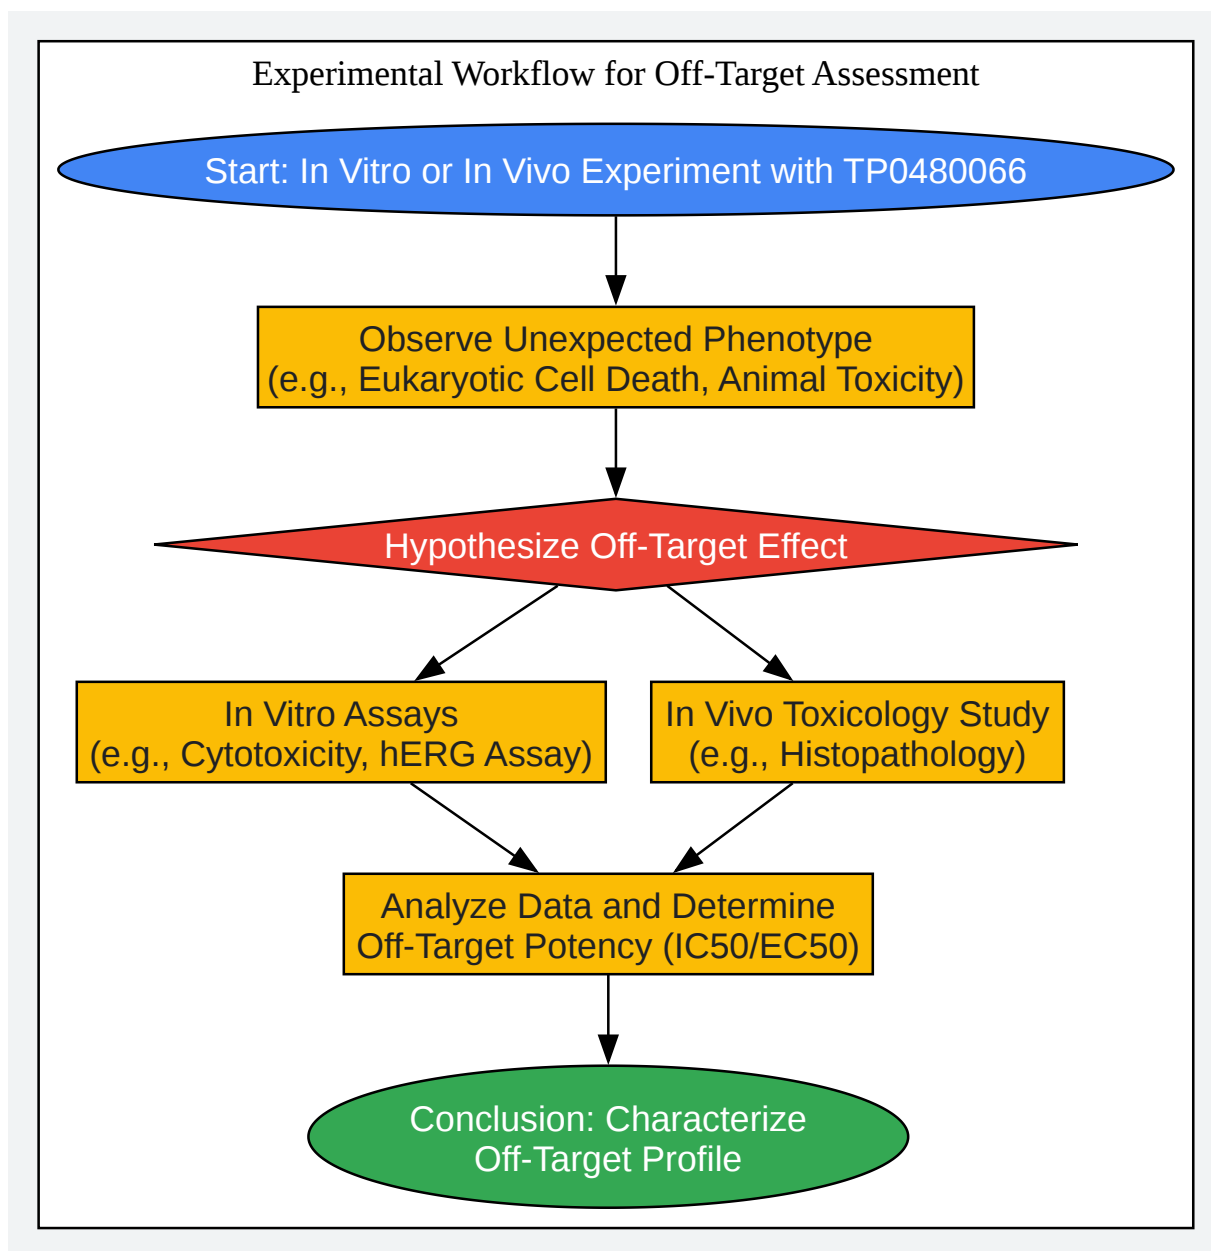 Experimental Workflow for Off-Target Assessment
Start: In Vitro or In Vivo Experiment with TP0480066
Observe Unexpected Phenotype
(e.g., Eukaryotic Cell Death, Animal Toxicity)
Hypothesize Off-Target Effect
In Vitro Assays
(e.g., Cytotoxicity, hERG Assay)
In Vivo Toxicology Study
(e.g., Histopathology)
Analyze Data and Determine
Off-Target Potency (IC50/EC50)
Conclusion: Characterize
Off-Target Profile